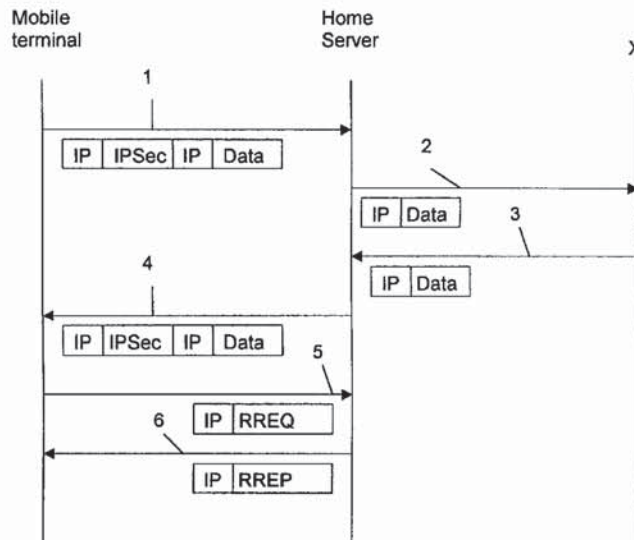 Mobile
terminal
Home
Server
X
1
IP IPSec IP Data
2
IP Data
3
IP Data
4
IP IPSec IP Data
5
IP RREQ
6
IP RREP